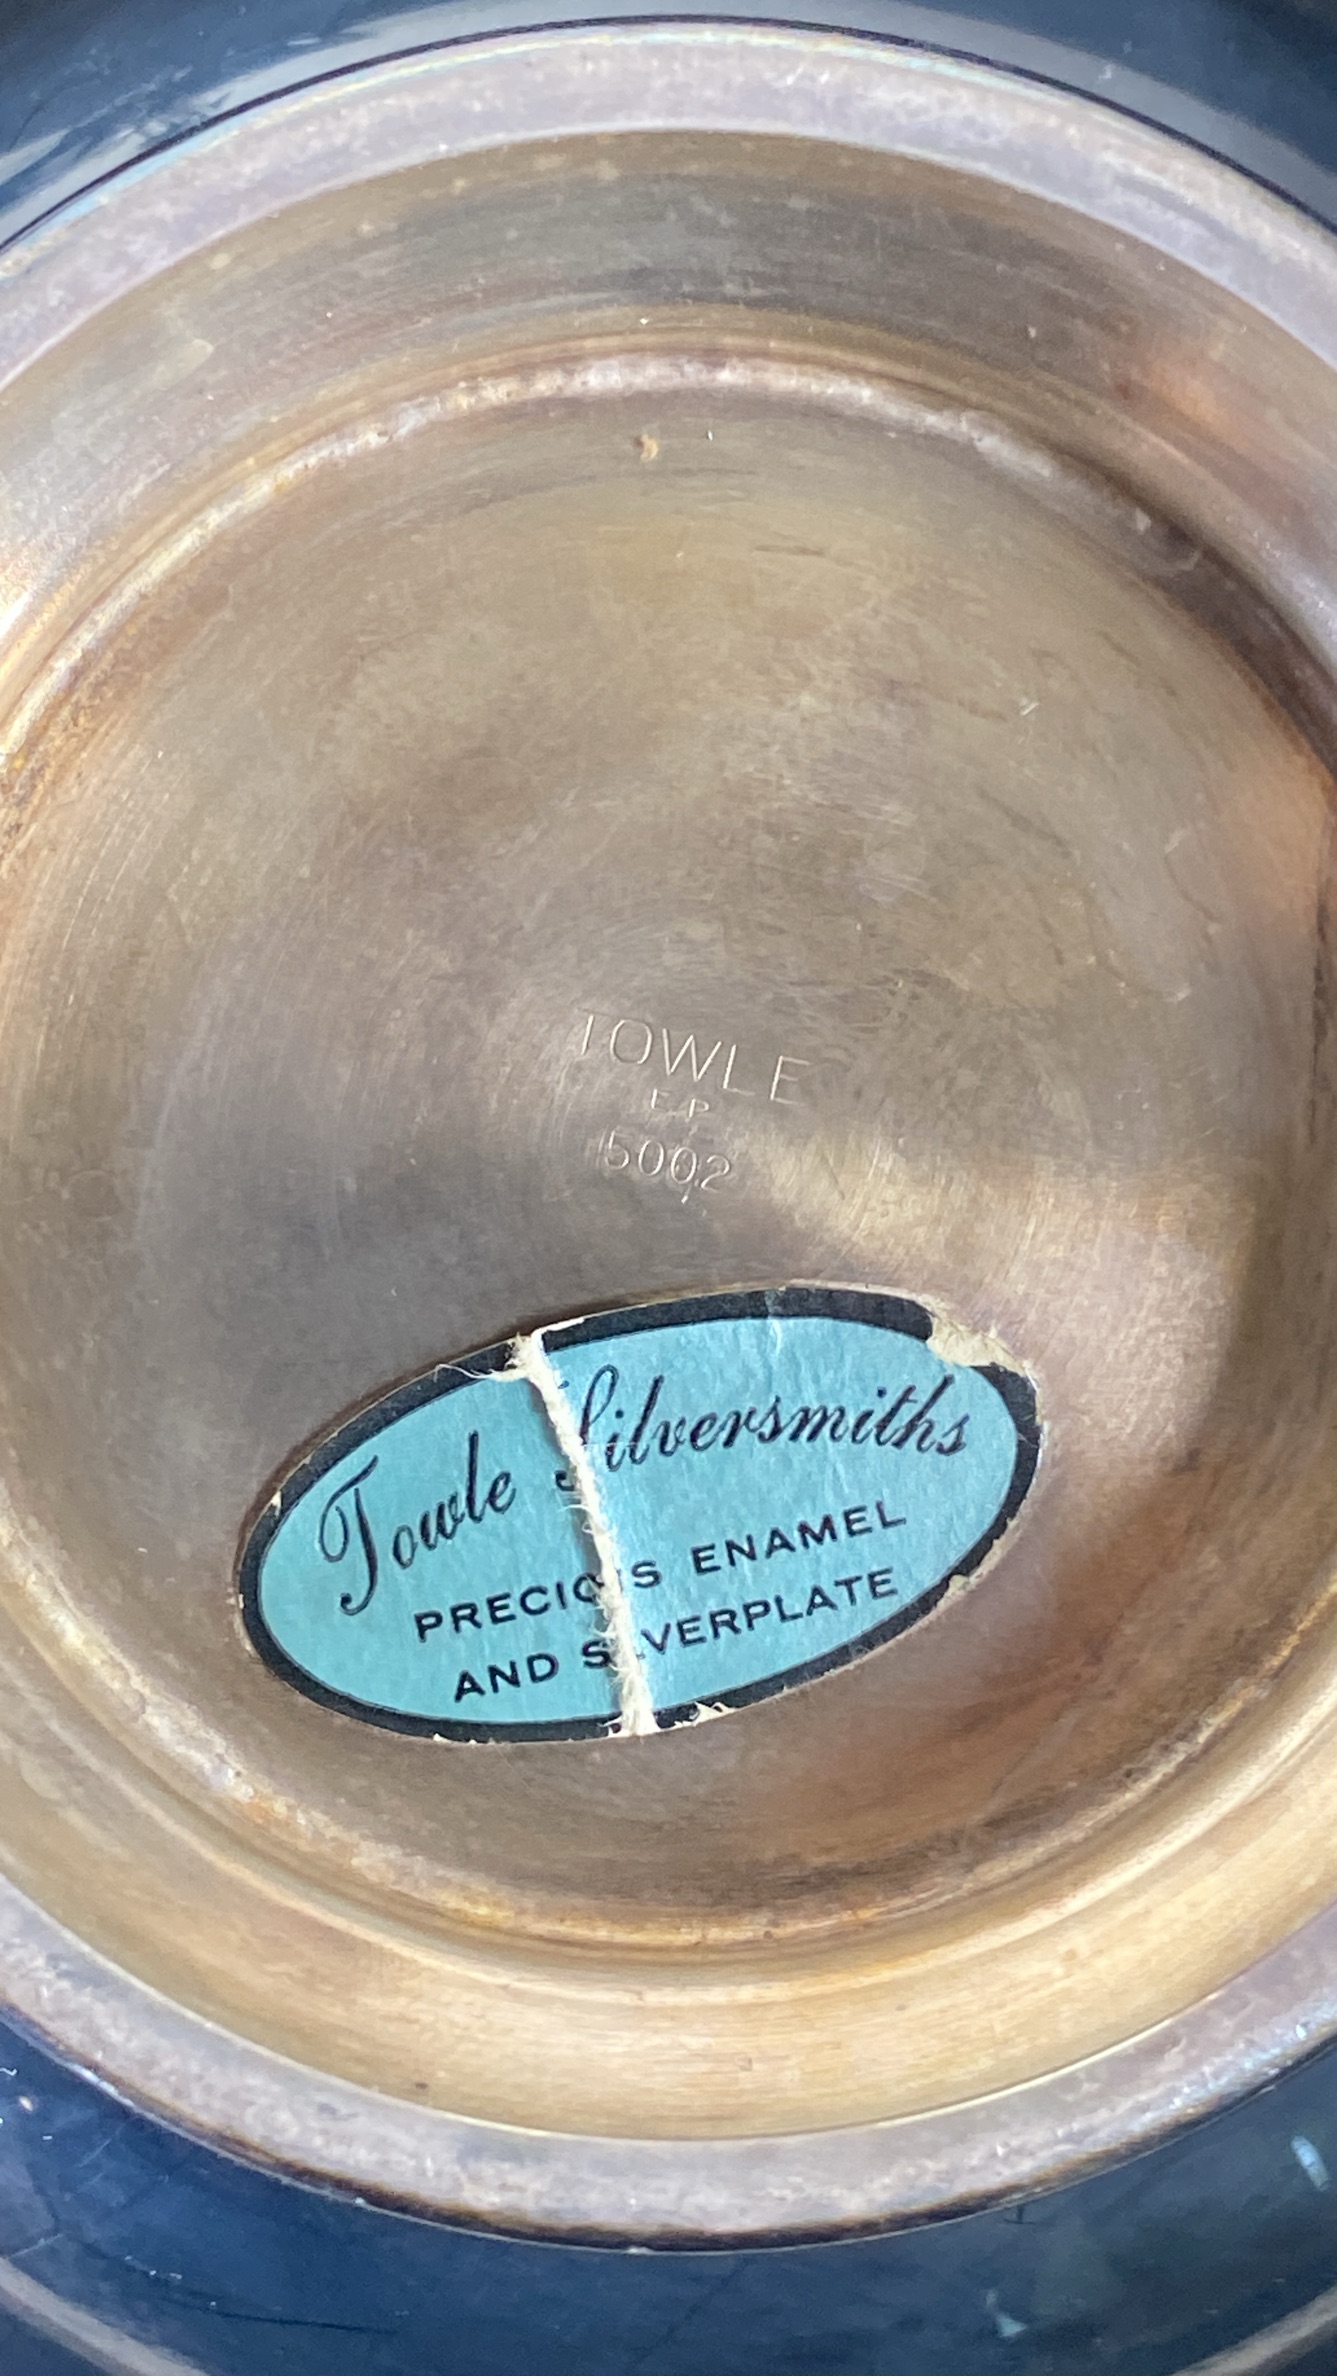 TOWLE
E P
5002
Towle Silversmiths
PRECIOUS ENAMEL
AND SILVERPLATE